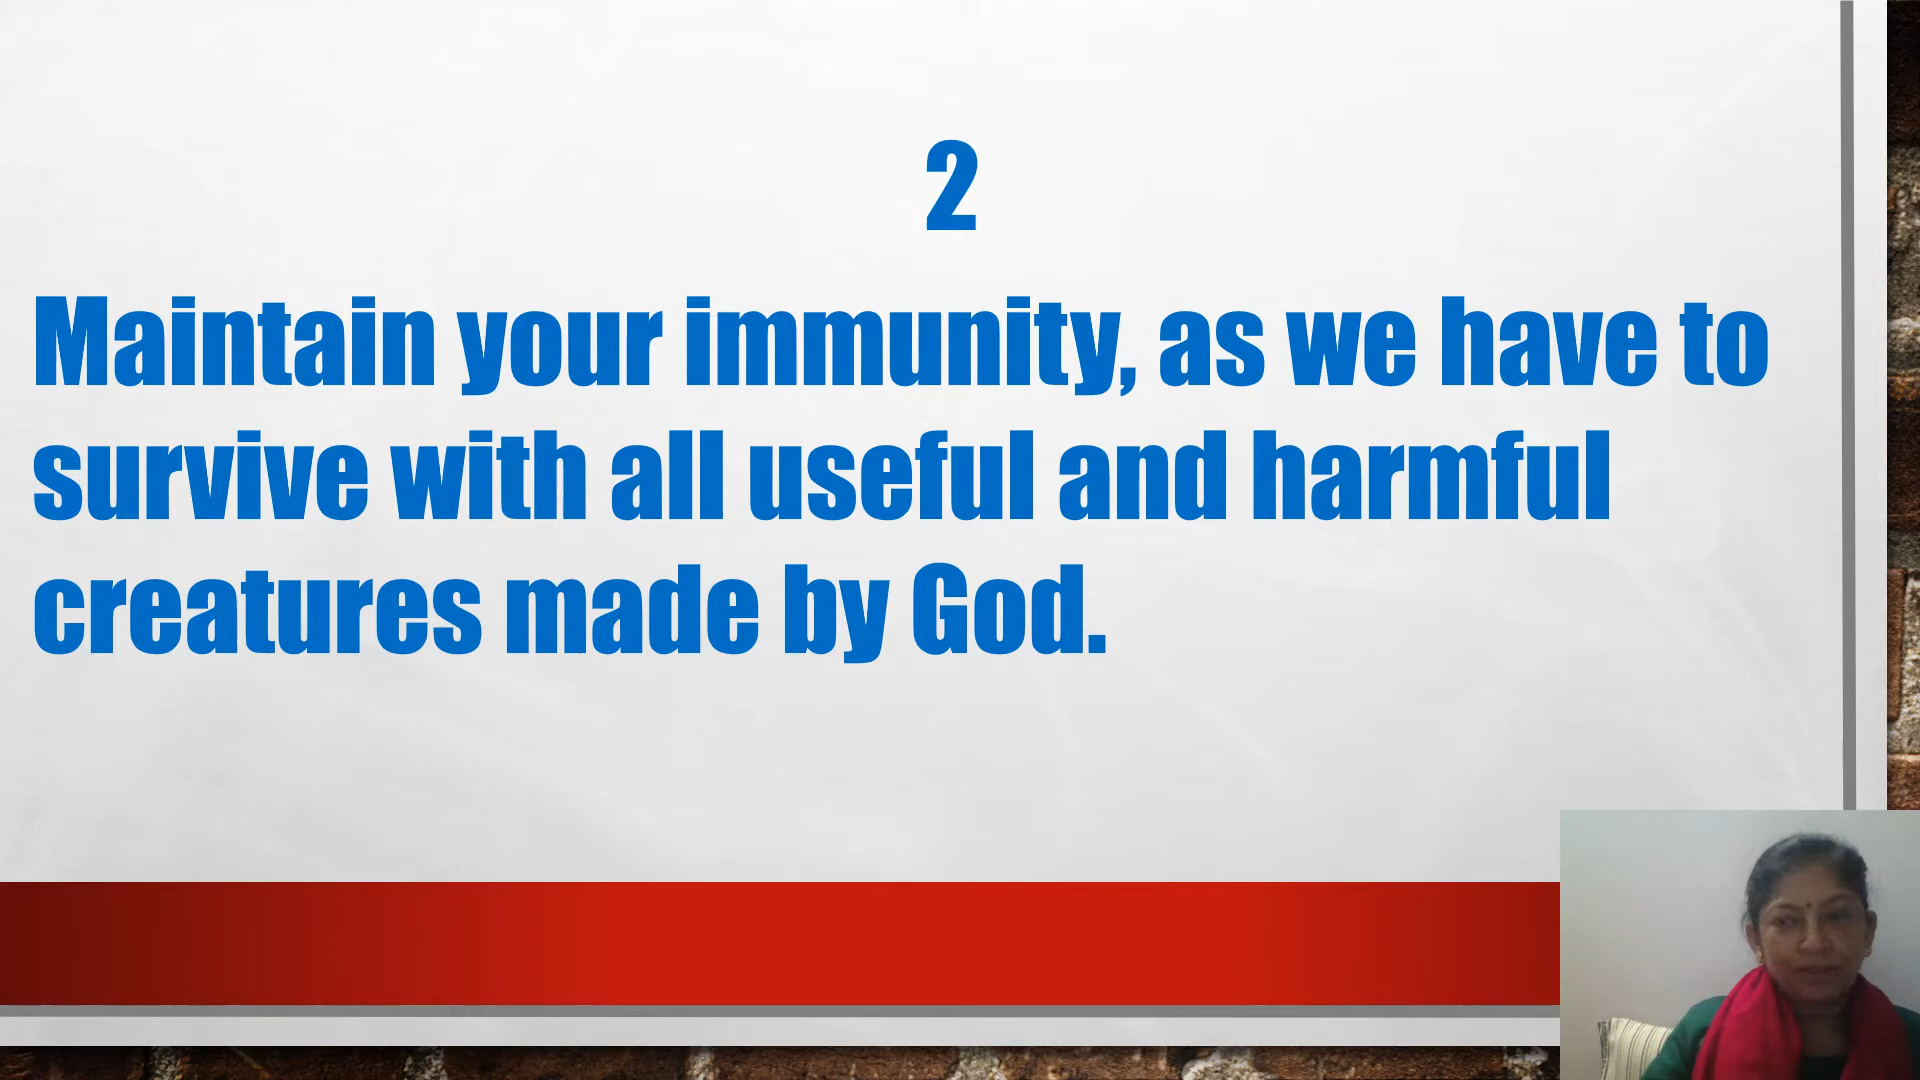 2
Maintain your immunity, as we have to
survive with all useful and harmful
creatures made by God.